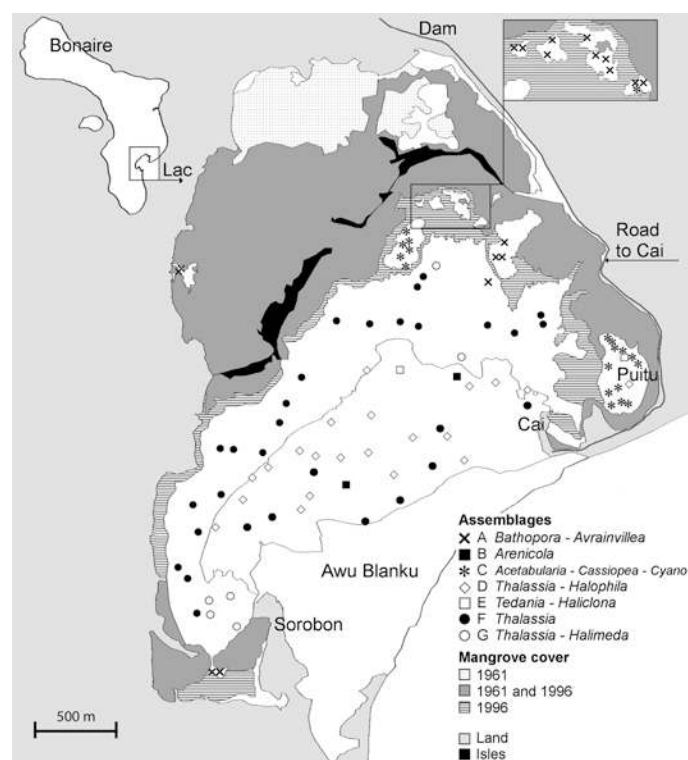 Bonaire
Dam
Lac
Road
to Cai
Puitu
Cai
Awu Blanku
Sorobon
500 m
Assemblages
A Bathopora - Avrainvillea
B Arenicola
C Acetabularia - Cassiopea - Cyano
D Thalassia - Halophila
E Tedania - Haliclona
F Thalassia
G Thalassia - Halimeda
Mangrove cover
1961
1961 and 1996
1996
Land
Isles